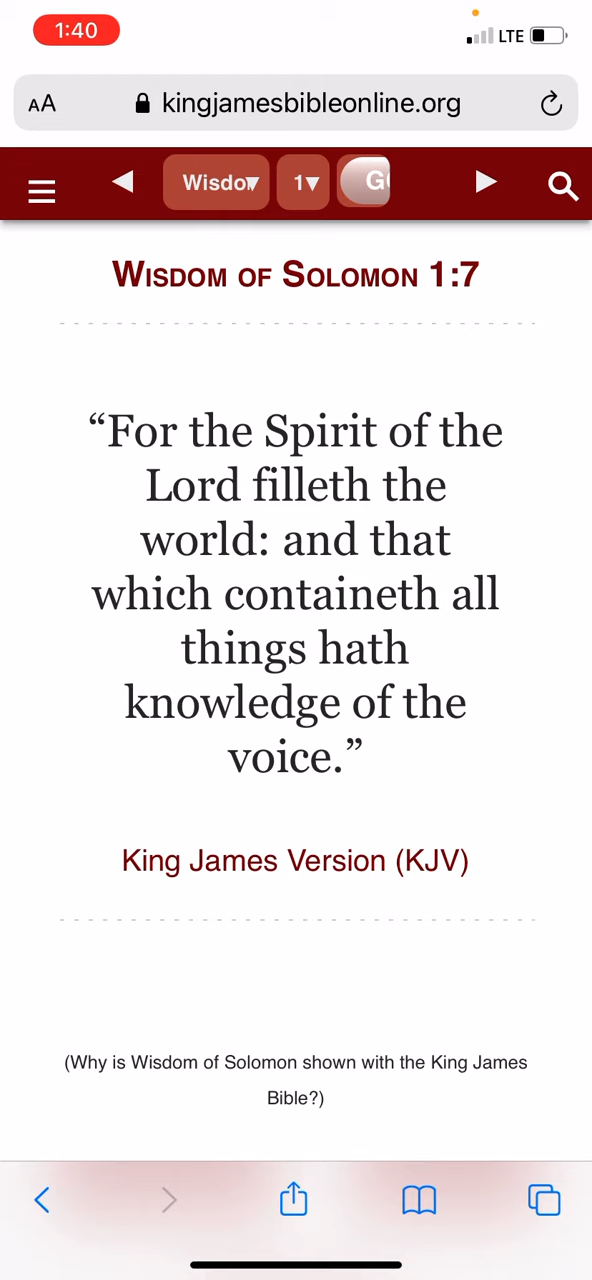 1:40
LTE
AA kingjamesbibleonline.org
Wisdo 1 G
WISDOM OF SOLOMON 1:7
“For the Spirit of the
Lord filleth the
world: and that
which containeth all
things hath
knowledge of the
voice.”
King James Version (KJV)
(Why is Wisdom of Solomon shown with the King James
Bible?)